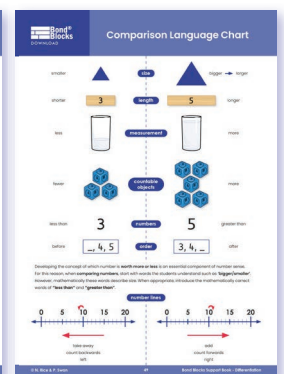 Bond®
Blocks
DOWNLOAD
Comparison Language Chart
smaller size bigger → larger
shorter 3 length 5 longer
less measurement more
fewer countable objects more
less than 3 numbers 5 greater than
before _, 4, 5 order 3, 4, _ after
Developing the concept of which number is worth more or less is an essential component of number sense.
For this reason, when comparing numbers, start with words the students understand such as 'bigger/smaller'.
However, mathematically these words describe size. When appropriate introduce the mathematically correct
words of "less than" and "greater than".
number lines
0 5 10 15 20 0 5 10 15 20
take away add
count backwards count forwards
left right
© N. Rice & P. Swan 47 Bond Blocks Support Book – Differentiation